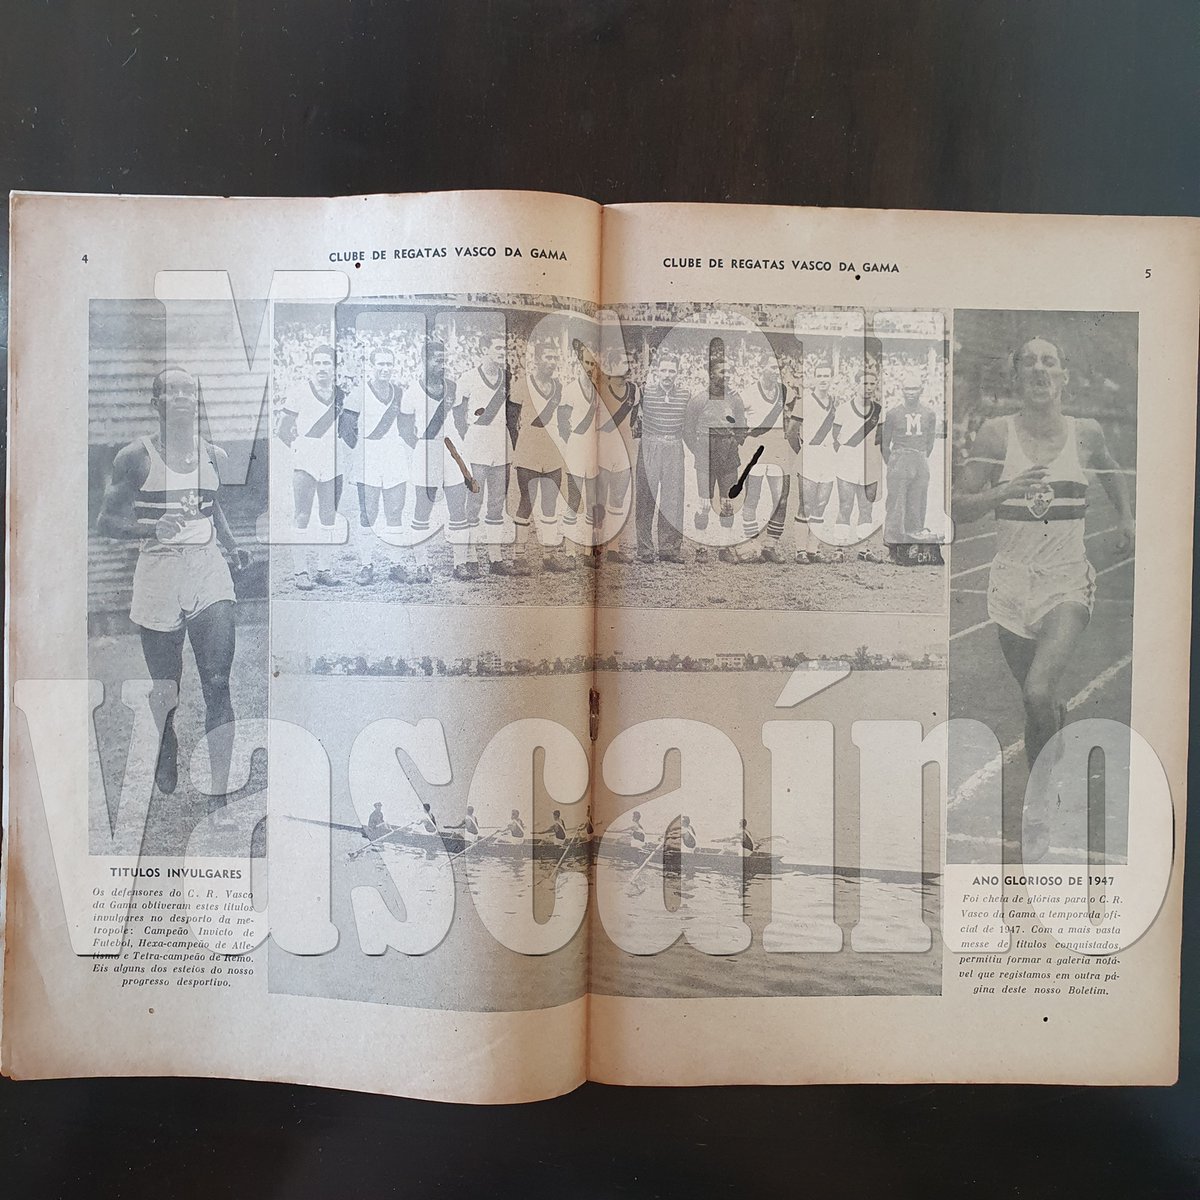 4
CLUBE DE REGATAS VASCO DA GAMA
CLUBE DE REGATAS VASCO DA GAMA
5
Museu
Vascaíno
M
TITULOS INVULGARES
Os defensores do C. R. Vasco
da Gama obtiveram estes titulos
invulgares no desporto da me-
tropole: Campeão Invicto de
Futebol, Hexa-campeão de Atle-
tismo e Tetra-campeão de Remo.
Eis alguns dos esteios do nosso
progresso desportivo.
ANO GLORIOSO DE 1947
Foi cheia de glórias para o C. R.
Vasco da Gama a temporada ofi-
cial de 1947. Com a mais vasta
messe de titulos conquistados,
permitiu formar a galeria notá-
vel que registamos em outra pá-
gina deste nosso Boletim.